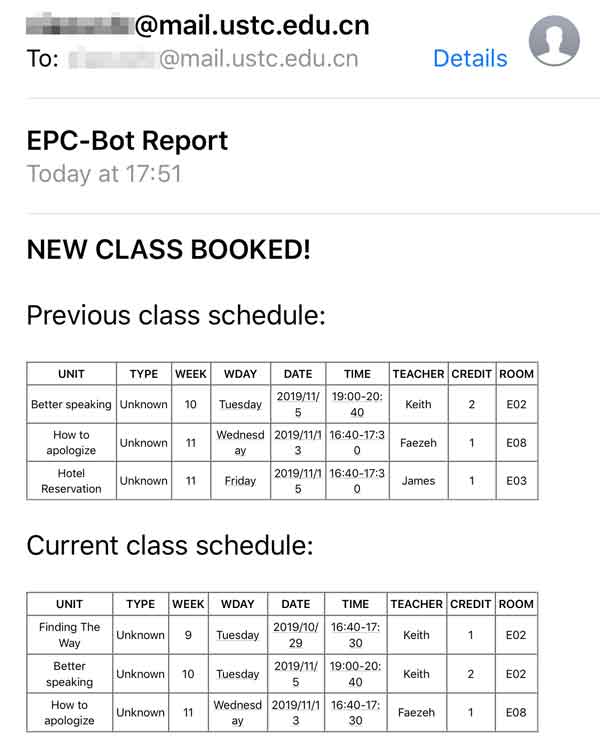 @mail.ustc.edu.cn
To: @mail.ustc.edu.cn Details
EPC-Bot Report
Today at 17:51
NEW CLASS BOOKED!
Previous class schedule:
UNIT TYPE WEEK WDAY DATE TIME TEACHER CREDIT ROOM
Better speaking Unknown 10 Tuesday 2019/11/5 19:00-20:40 Keith 2 E02
How to apologize Unknown 11 Wednesday 2019/11/13 16:40-17:30 Faezeh 1 E08
Hotel Reservation Unknown 11 Friday 2019/11/15 16:40-17:30 James 1 E03
Current class schedule:
UNIT TYPE WEEK WDAY DATE TIME TEACHER CREDIT ROOM
Finding The Way Unknown 9 Tuesday 2019/10/29 16:40-17:30 Keith 1 E02
Better speaking Unknown 10 Tuesday 2019/11/5 19:00-20:40 Keith 2 E02
How to apologize Unknown 11 Wednesday 2019/11/13 16:40-17:30 Faezeh 1 E08